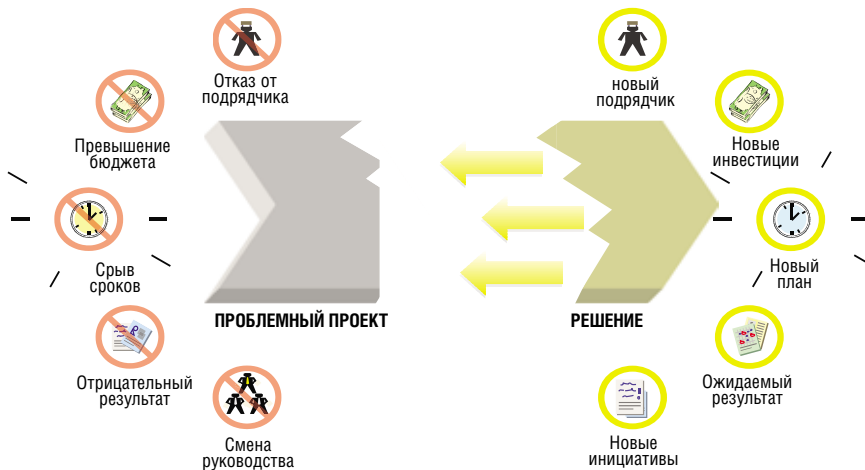 Отказ от
подрядчика
Превышение
бюджета
Срыв
сроков
Отрицательный
результат
Смена
руководства
ПРОБЛЕМНЫЙ ПРОЕКТ
РЕШЕНИЕ
новый
подрядчик
Новые
инвестиции
Новый
план
Ожидаемый
результат
Новые
инициативы